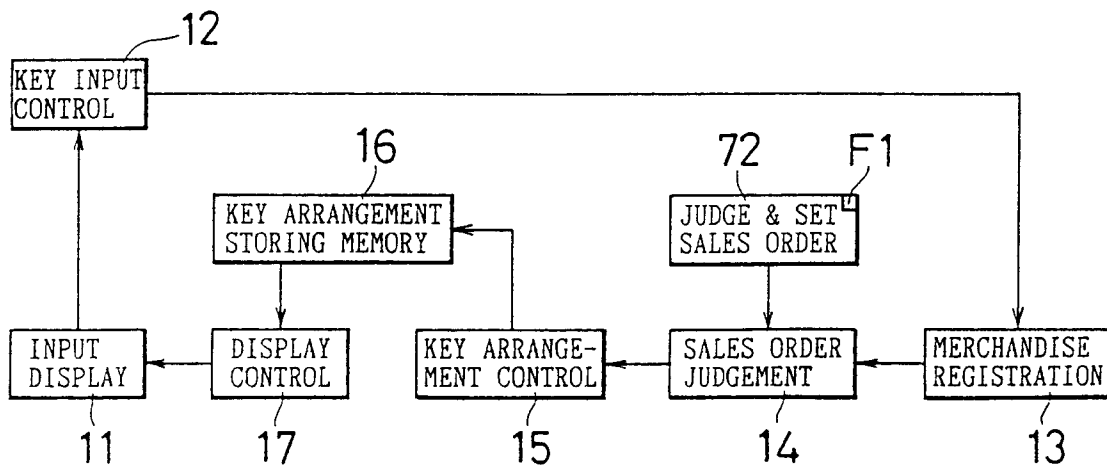 12
KEY INPUT
CONTROL
16
72
F1
KEY ARRANGEMENT
STORING MEMORY
JUDGE & SET
SALES ORDER
INPUT
DISPLAY
DISPLAY
CONTROL
KEY ARRANGE-
MENT CONTROL
SALES ORDER
JUDGEMENT
MERCHANDISE
REGISTRATION
11
17
15
14
13